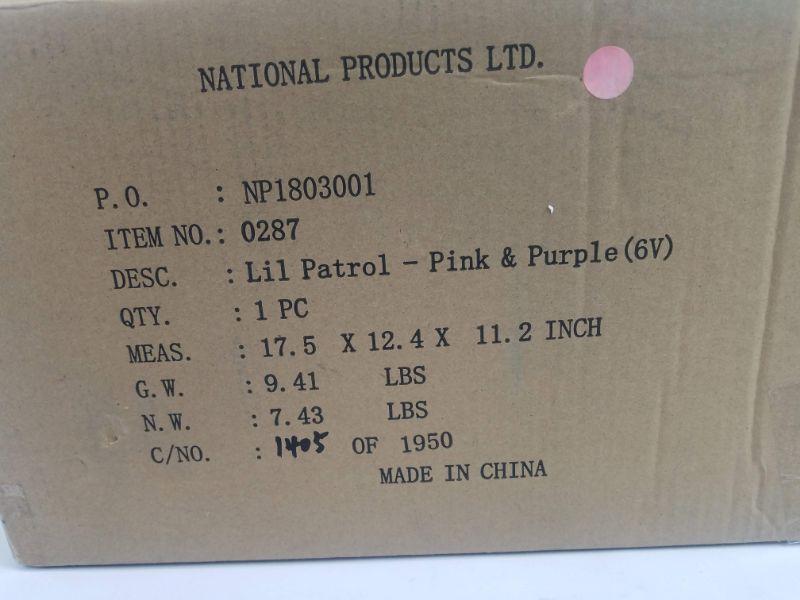 NATIONAL PRODUCTS LTD.
P.O. : NP1803001
ITEM NO.: 0287
DESC. : Lil Patrol - Pink & Purple(6V)
QTY. : 1 PC
MEAS. : 17.5 X 12.4 X 11.2 INCH
G.W. : 9.41 LBS
N.W. : 7.43 LBS
C/NO. : 1405 OF 1950
MADE IN CHINA